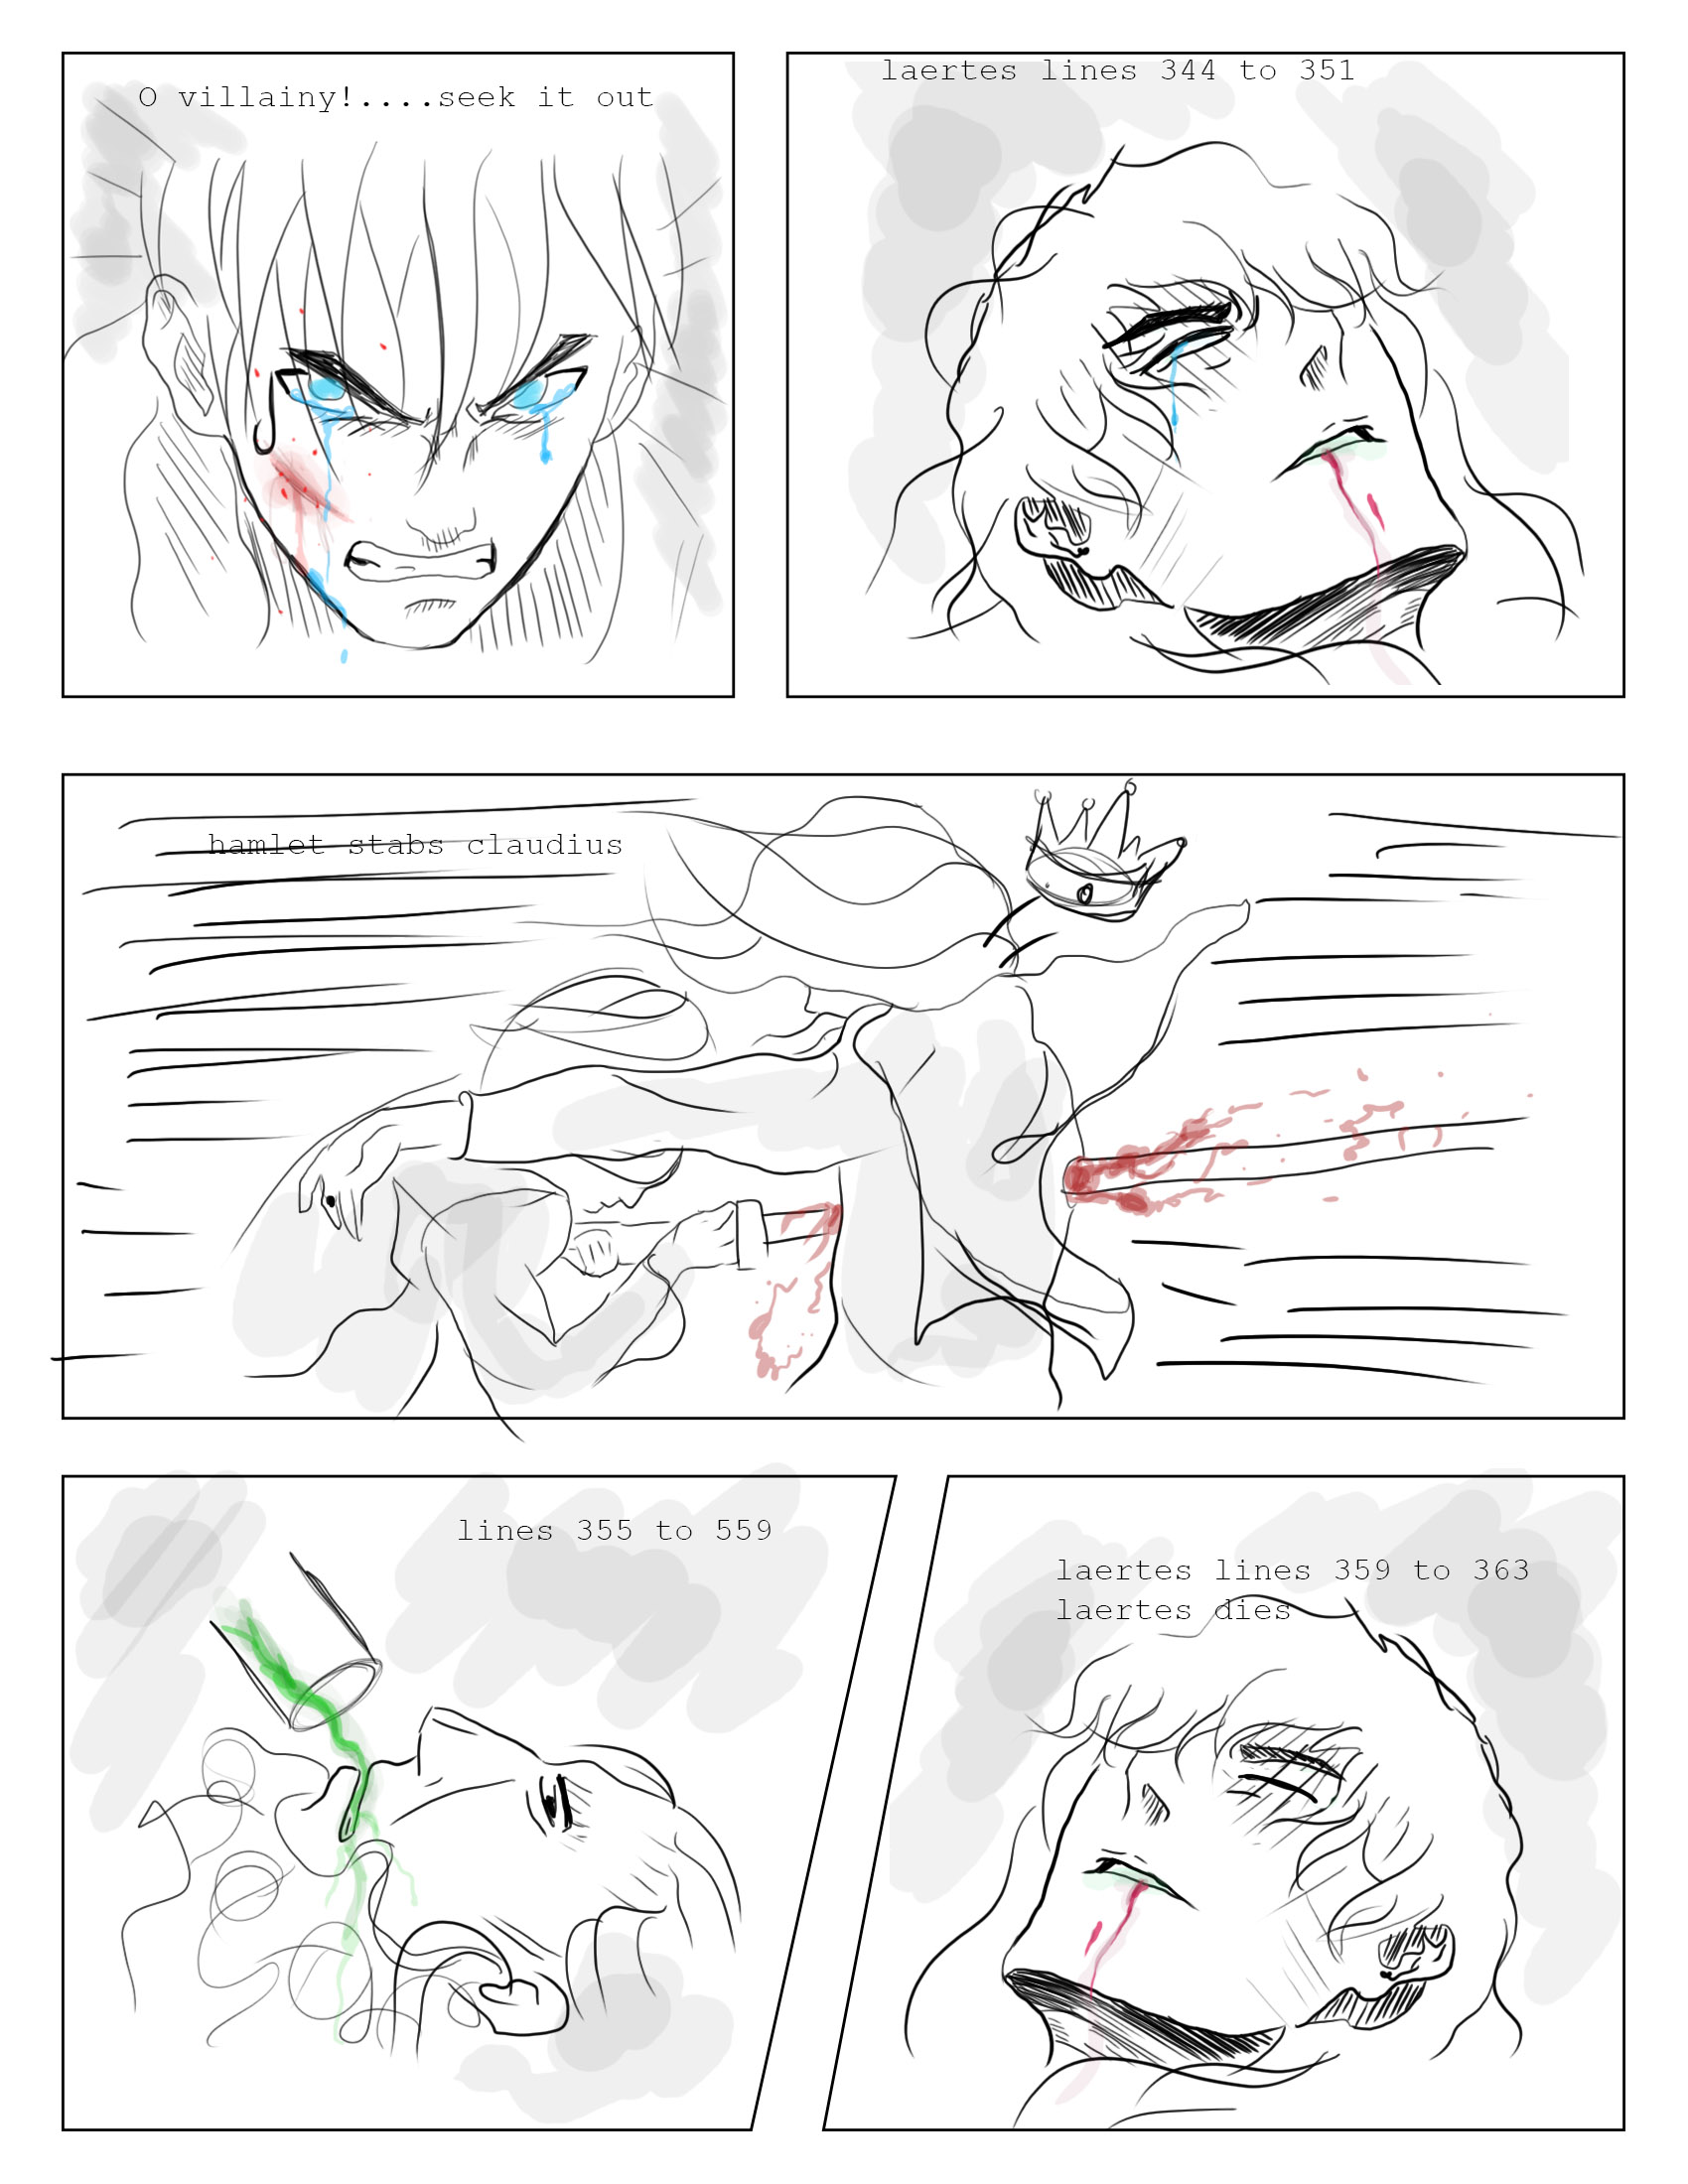 O villainy!....seek it out
laertes lines 344 to 351
hamlet stabs claudius
lines 355 to 559
laertes lines 359 to 363
laertes dies